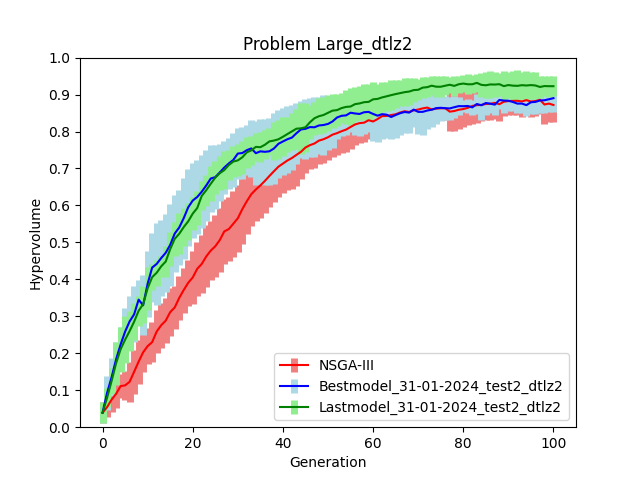 Problem Large_dtlz2
1.0
0.9
0.8
0.7
0.6
0.5
0.4
0.3
0.2
0.1
0.0
Hypervolume
NSGA-III
Bestmodel_31-01-2024_test2_dtlz2
Lastmodel_31-01-2024_test2_dtlz2
0 20 40 60 80 100
Generation